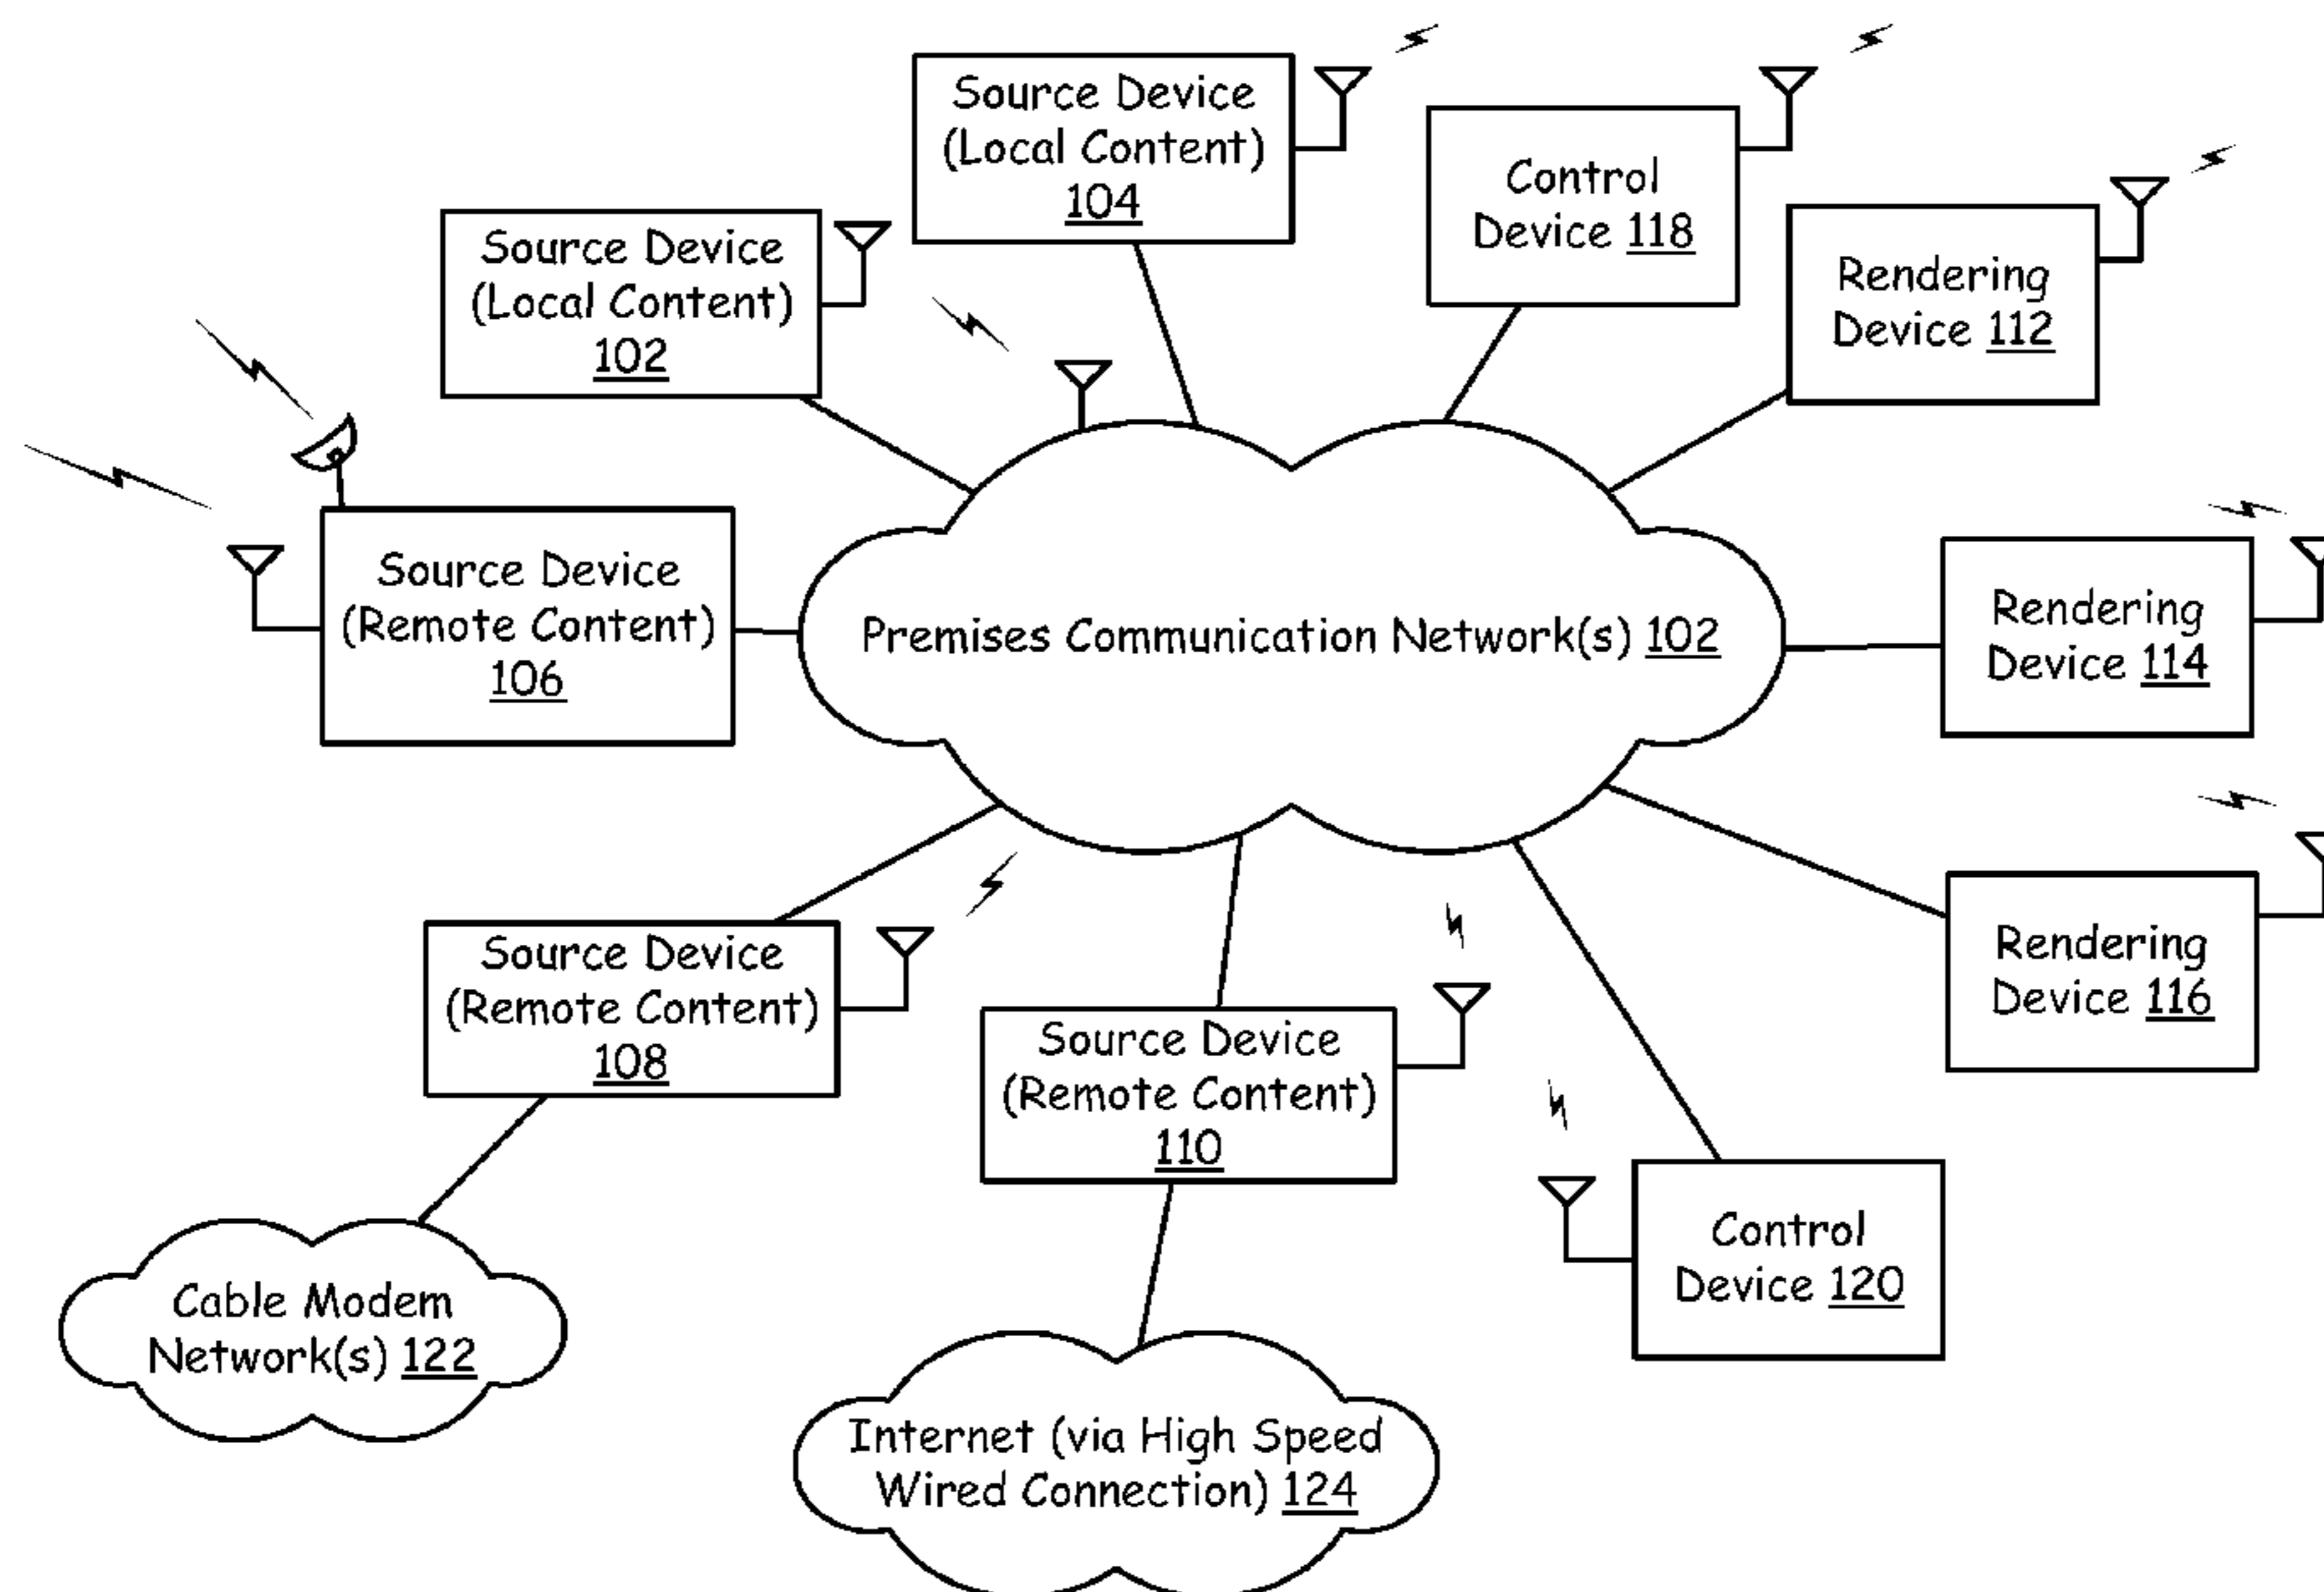 Source Device
(Local Content)
104
Control
Device 118
Source Device
(Local Content)
102
Rendering
Device 112
Source Device
(Remote Content)
106
Premises Communication Network(s) 102
Rendering
Device 114
Source Device
(Remote Content)
108
Source Device
(Remote Content)
110
Rendering
Device 116
Control
Device 120
Cable Modem
Network(s) 122
Internet (via High Speed
Wired Connection) 124